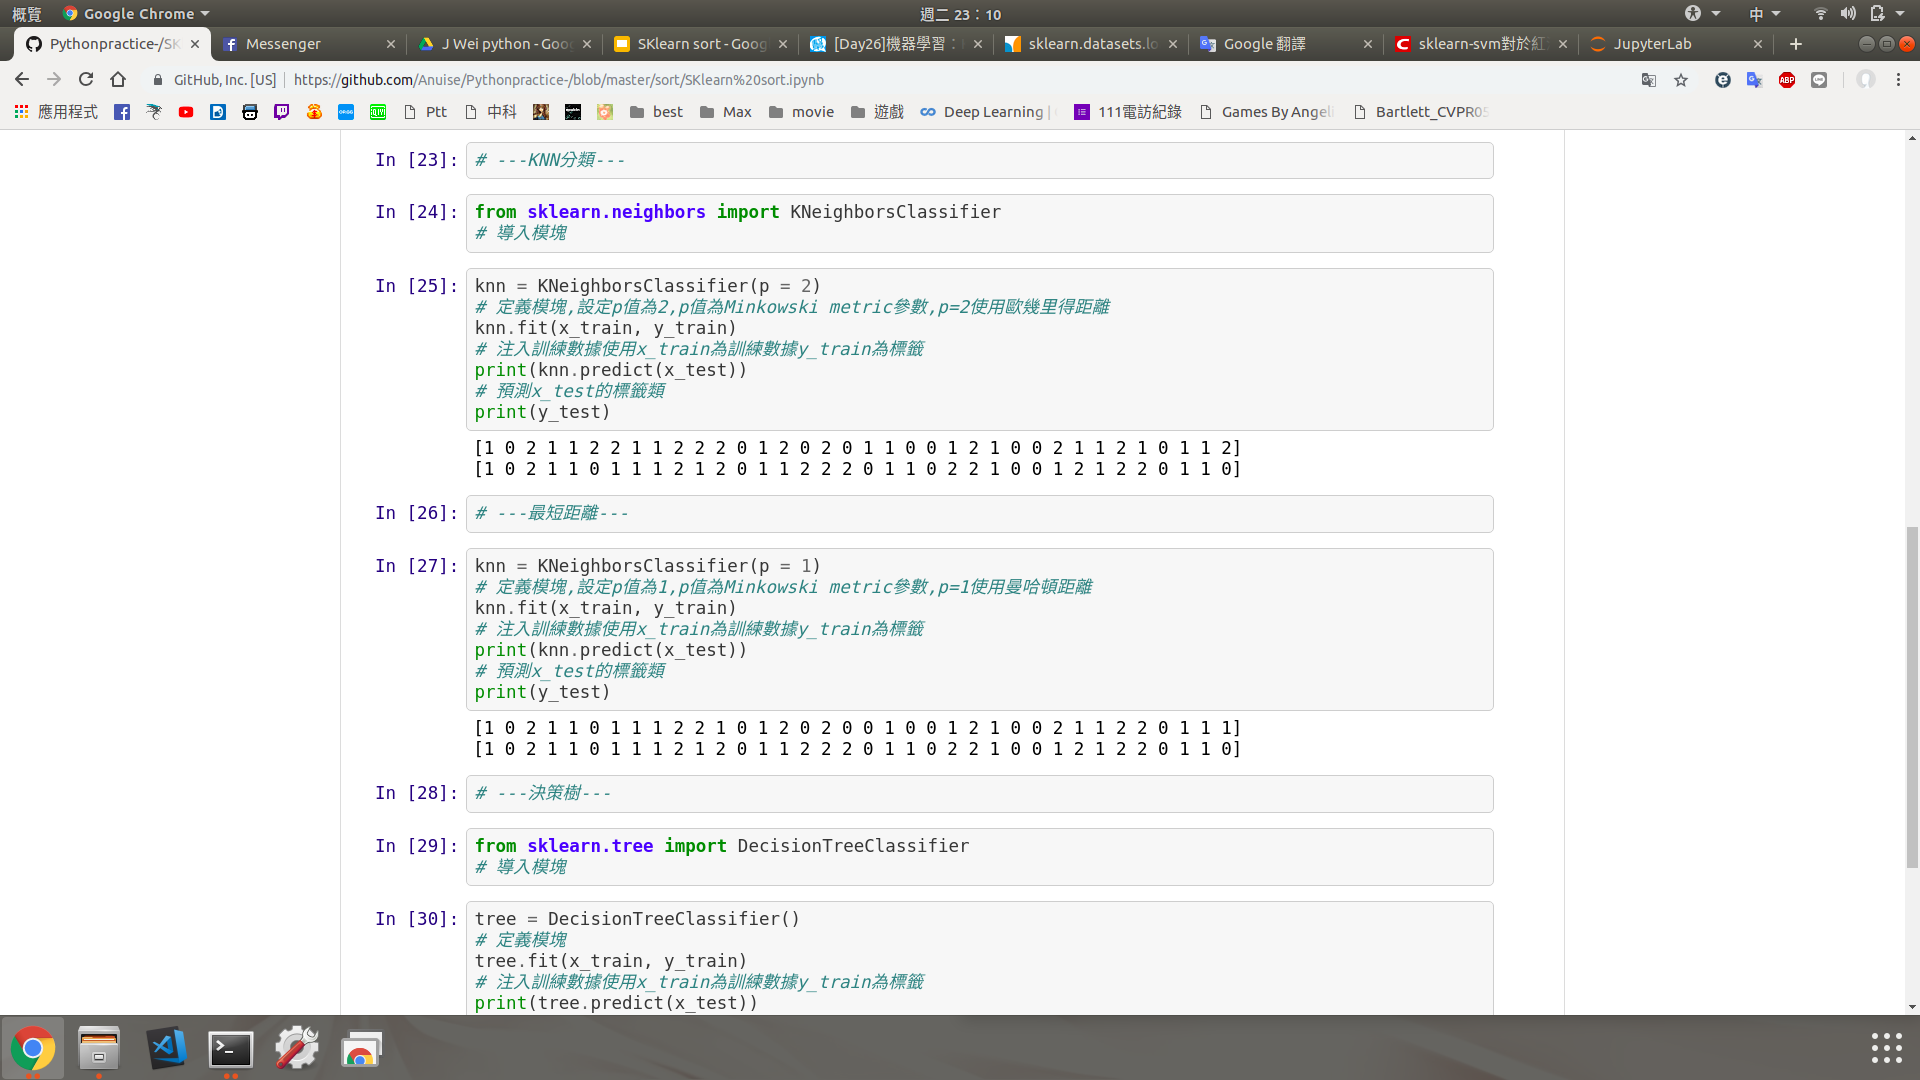 概覽 Google Chrome 週二 23：10 中
Pythonpractice-/SK Messenger J Wei python - Goo SKlearn sort - Goog [Day26]機器學習： sklearn.datasets.lo Google 翻譯 sklearn-svm對於紅 JupyterLab
GitHub, Inc. [US] https://github.com/Anuise/Pythonpractice-/blob/master/sort/SKlearn%20sort.ipynb
應用程式 Ptt 中科 best Max movie 遊戲 Deep Learning | 111電訪紀錄 Games By Angeli Bartlett_CVPR05
In [23]: # ---KNN分類---
In [24]: from sklearn.neighbors import KNeighborsClassifier
# 導入模塊
In [25]: knn = KNeighborsClassifier(p = 2)
# 定義模塊,設定p值為2,p值為Minkowski metric參數,p=2使用歐幾里得距離
knn.fit(x_train, y_train)
# 注入訓練數據使用x_train為訓練數據y_train為標籤
print(knn.predict(x_test))
# 預測x_test的標籤類
print(y_test)
[1 0 2 1 1 2 2 1 1 2 2 2 0 1 2 0 2 0 1 1 0 0 1 2 1 0 0 2 1 1 2 1 0 1 1 2]
[1 0 2 1 1 0 1 1 1 2 1 2 0 1 1 2 2 2 0 1 1 0 2 2 1 0 0 1 2 1 2 2 0 1 1 0]
In [26]: # ---最短距離---
In [27]: knn = KNeighborsClassifier(p = 1)
# 定義模塊,設定p值為1,p值為Minkowski metric參數,p=1使用曼哈頓距離
knn.fit(x_train, y_train)
# 注入訓練數據使用x_train為訓練數據y_train為標籤
print(knn.predict(x_test))
# 預測x_test的標籤類
print(y_test)
[1 0 2 1 1 0 1 1 1 2 2 1 0 1 2 0 2 0 0 1 0 0 1 2 1 0 0 2 1 1 2 2 0 1 1 1]
[1 0 2 1 1 0 1 1 1 2 1 2 0 1 1 2 2 2 0 1 1 0 2 2 1 0 0 1 2 1 2 2 0 1 1 0]
In [28]: # ---決策樹---
In [29]: from sklearn.tree import DecisionTreeClassifier
# 導入模塊
In [30]: tree = DecisionTreeClassifier()
# 定義模塊
tree.fit(x_train, y_train)
# 注入訓練數據使用x_train為訓練數據y_train為標籤
print(tree.predict(x_test))